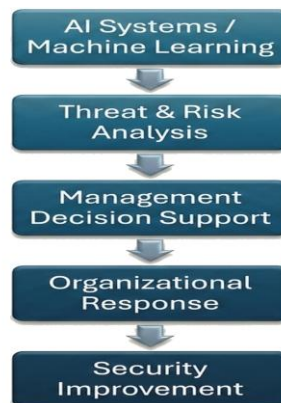 AI Systems /
Machine Learning
Threat & Risk
Analysis
Management
Decision Support
Organizational
Response
Security
Improvement